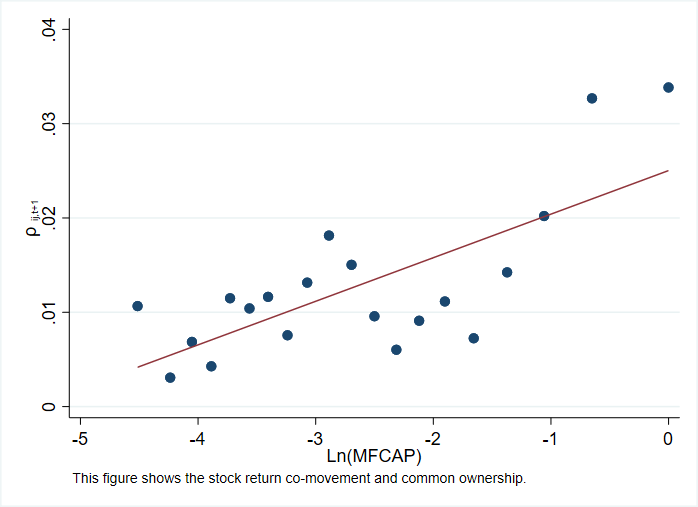 .04
.03
.02
.01
0
ρ ij,t+1
-5 -4 -3 -2 -1 0
Ln(MFCAP)
This figure shows the stock return co-movement and common ownership.